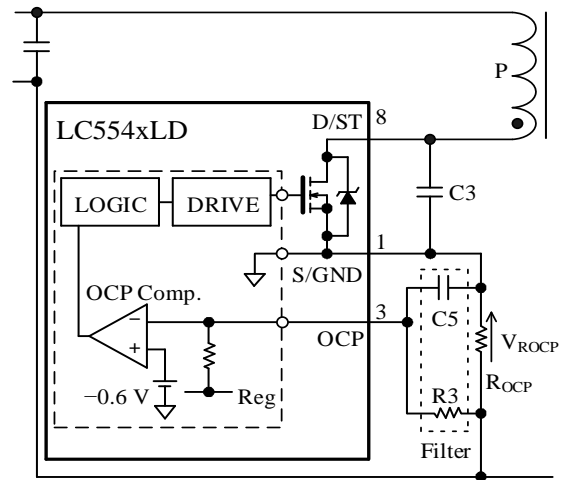 P
LC554xLD
D/ST
8
LOGIC
DRIVE
C3
1
S/GND
OCP Comp.
C5
−
3
+
OCP
VROCP
ROCP
−0.6 V
Reg
R3
Filter